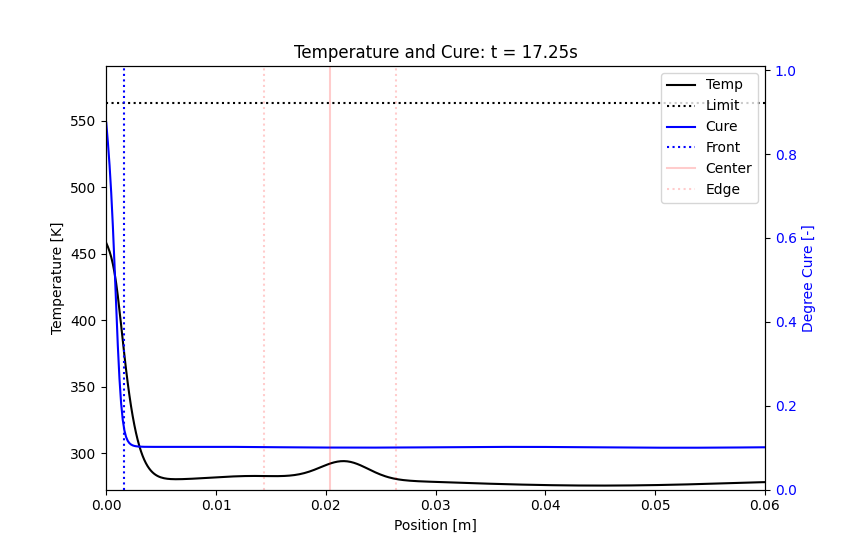 Temperature and Cure: t = 17.25s
Temp
Limit
Cure
Front
Center
Edge
Temperature [K]
550
500
450
400
350
300
1.0
0.8
0.6
0.4
0.2
0.0
Degree Cure [-]
0.00
0.01
0.02
0.03
0.04
0.05
0.06
Position [m]